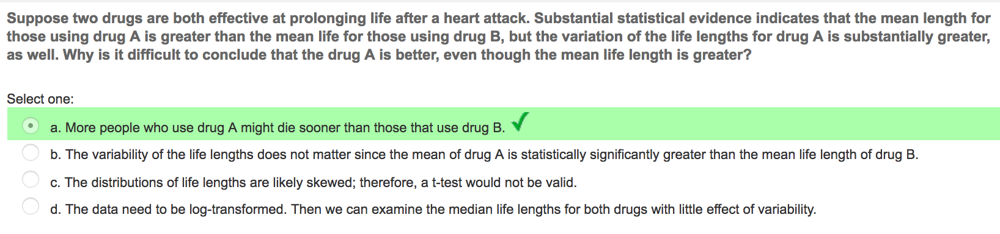 Suppose two drugs are both effective at prolonging life after a heart attack. Substantial statistical evidence indicates that the mean length for
those using drug A is greater than the mean life for those using drug B, but the variation of the life lengths for drug A is substantially greater,
as well. Why is it difficult to conclude that the drug A is better, even though the mean life length is greater?
Select one:
a. More people who use drug A might die sooner than those that use drug B.
b. The variability of the life lengths does not matter since the mean of drug A is statistically significantly greater than the mean life length of drug B.
c. The distributions of life lengths are likely skewed; therefore, a t-test would not be valid.
d. The data need to be log-transformed. Then we can examine the median life lengths for both drugs with little effect of variability.